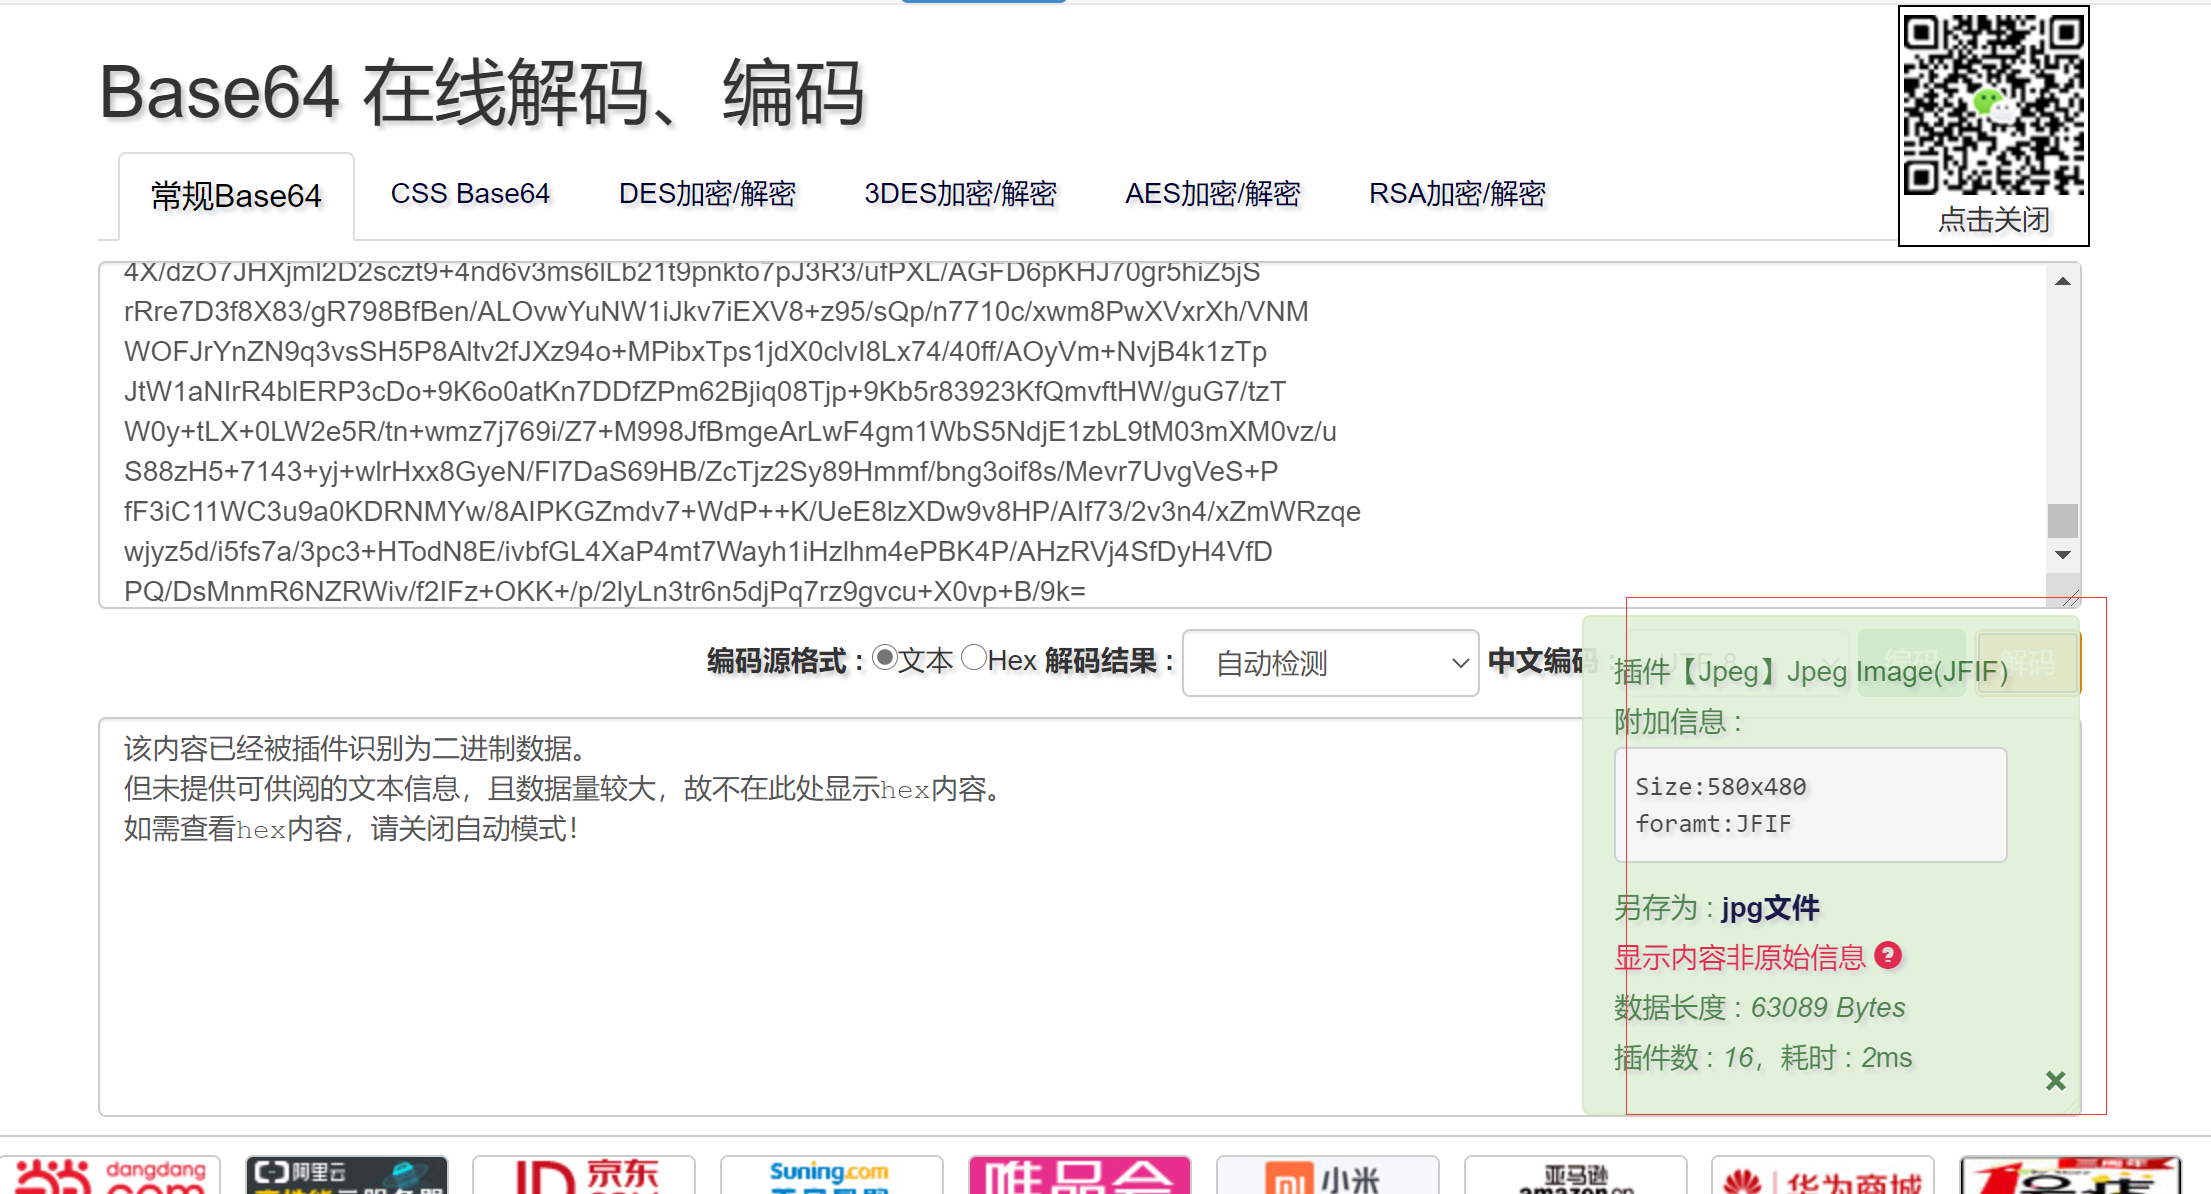 Base64 在线解码、编码
点击关闭
常规Base64
CSS Base64
DES加密/解密
3DES加密/解密
AES加密/解密
RSA加密/解密
4X/dzO7JHXjml2D2sczt9+4nd6v3ms6lLb21t9pnkto7pJ3R3/ufPXL/AGFD6pKHJ70gr5hiZ5jS
rRre7D3f8X83/gR798BfBen/ALOvwYuNW1iJkv7iEXV8+z95/sQp/n7710c/xwm8PwXVxrXh/VNM
WOFJrYnZN9q3vsSH5P8Altv2fJXz94o+MPibxTps1jdX0clvI8Lx74/40ff/AOyVm+NvjB4k1zTp
JtW1aNIrR4blERP3cDo+9K6o0atKn7DDfZPm62Bjiq08Tjp+9Kb5r83923KfQmvftHW/guG7/tzT
W0y+tLX+0LW2e5R/tn+wmz7j769i/Z7+M998JfBmgeArLwF4gm1WbS5NdjE1zbL9tM03mXM0vz/u
S88zH5+7143+yj+wlrHxx8GyeN/Fl7DaS69HB/ZcTjz2Sy89Hmmf/bng3oif8s/Mevr7UvgVeS+P
fF3iC11WC3u9a0KDRNMYw/8AIPKGZmdv7+WdP++K/UeE8lzXDw9v8HP/AIf73/2v3n4/xZmWRzqe
wjyz5d/i5fs7a/3pc3+HTodN8E/ivbfGL4XaP4mt7Wayh1iHzlhm4ePBK4P/AHzRVj4SfDyH4VfD
PQ/DsMnmR6NZRWiv/f2IFz+OKK+/p/2lyLn3tr6n5djPq7rz9gvcu+X0vp+B/9k=
编码源格式：
文本
Hex
解码结果：
自动检测
中文编码
插件【Jpeg】Jpeg Image(JFIF)
附加信息：
Size:580x480
foramt:JFIF
另存为：jpg文件
显示内容非原始信息
数据长度：63089 Bytes
插件数：16，耗时：2ms
该内容已经被插件识别为二进制数据。
但未提供可供阅的文本信息，且数据量较大，故不在此处显示hex内容。
如需查看hex内容，请关闭自动模式！
dangdang
阿里云
京东
Suning.com
唯品会
小米
亚马逊
华为商城